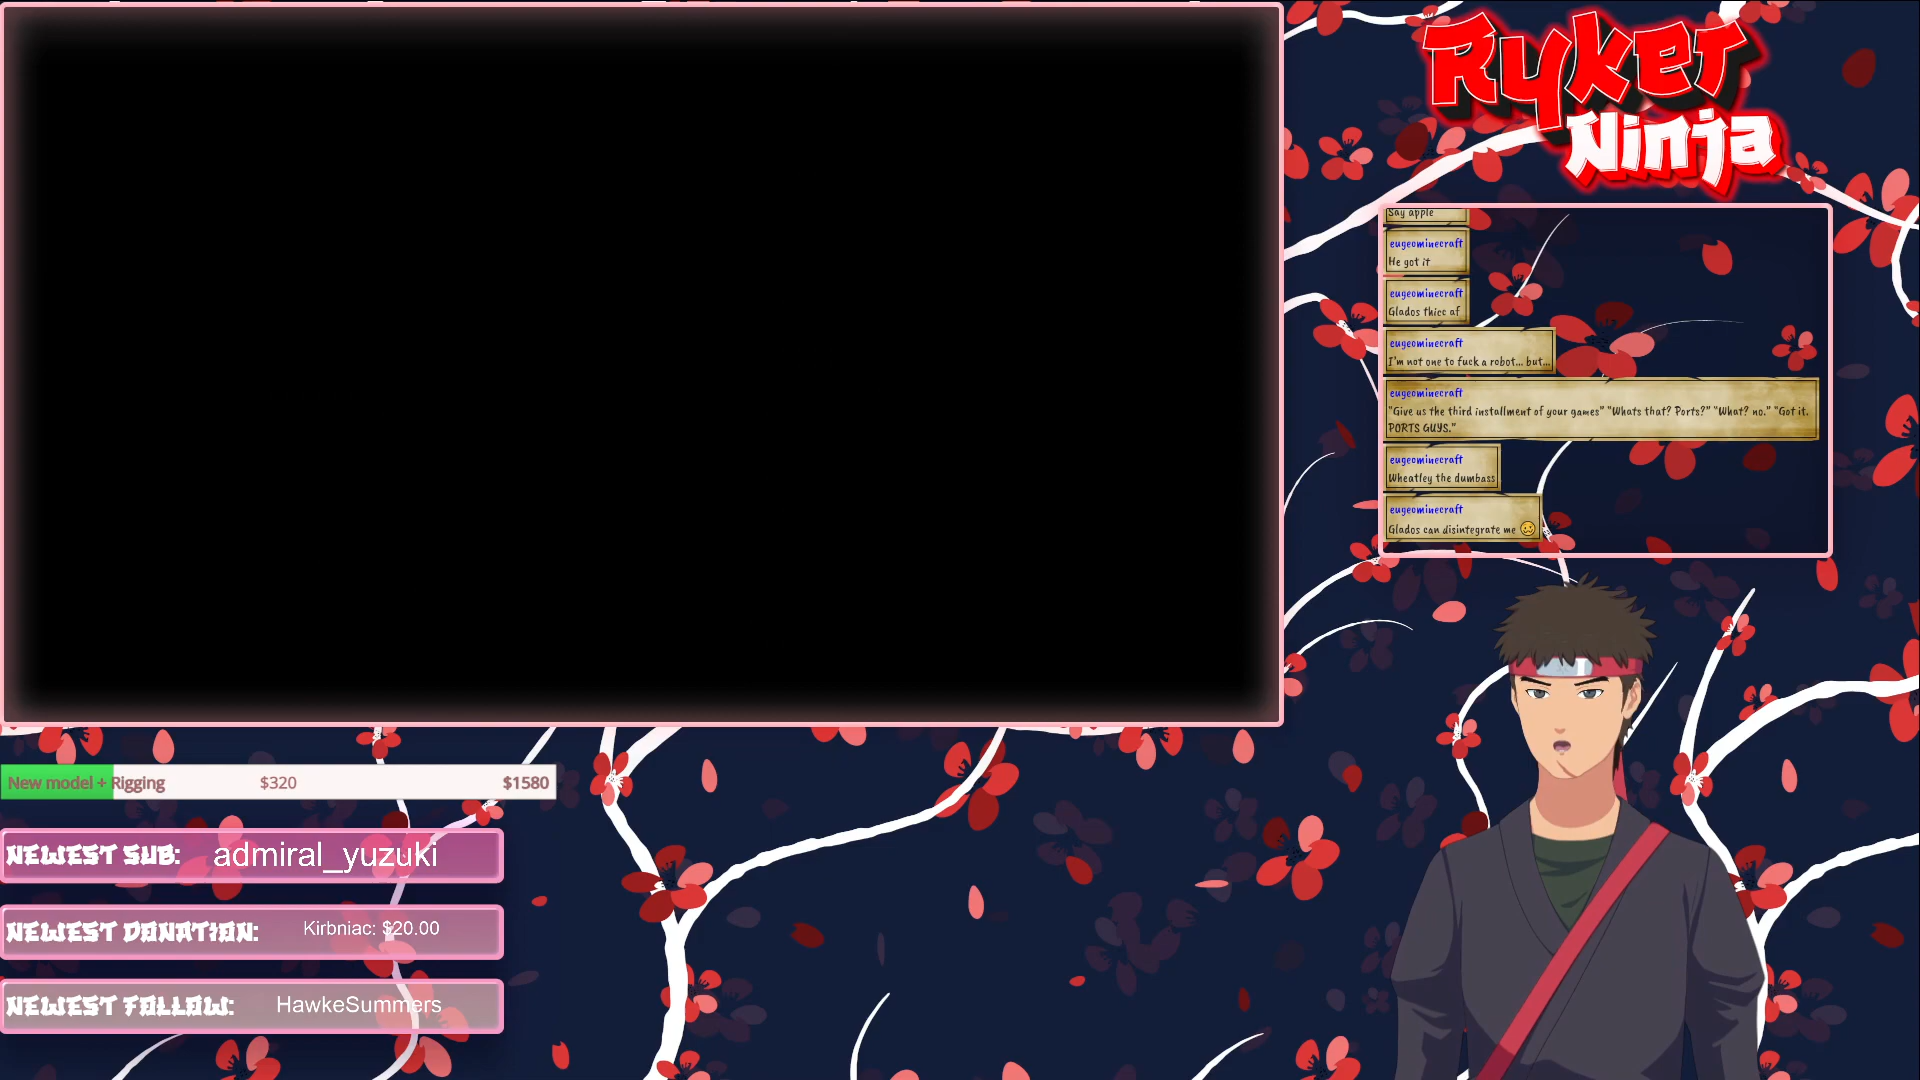 Ryker
Ninja
Say apple
eugeominecraft
He got it
eugeominecraft
Glados thicc af
eugeominecraft
I'm not one to fuck a robot... but...
eugeominecraft
"Give us the third installment of your games" "Whats that? Ports?" "What? no." "Got it.
PORTS GUYS."
eugeominecraft
Wheatley the dumbass
eugeominecraft
Glados can disintegrate me 🥴
New model + Rigging $320 $1580
NEWEST SUB: admiral_yuzuki
NEWEST DONATION: Kirbniac: $20.00
NEWEST FOLLOW: HawkeSummers